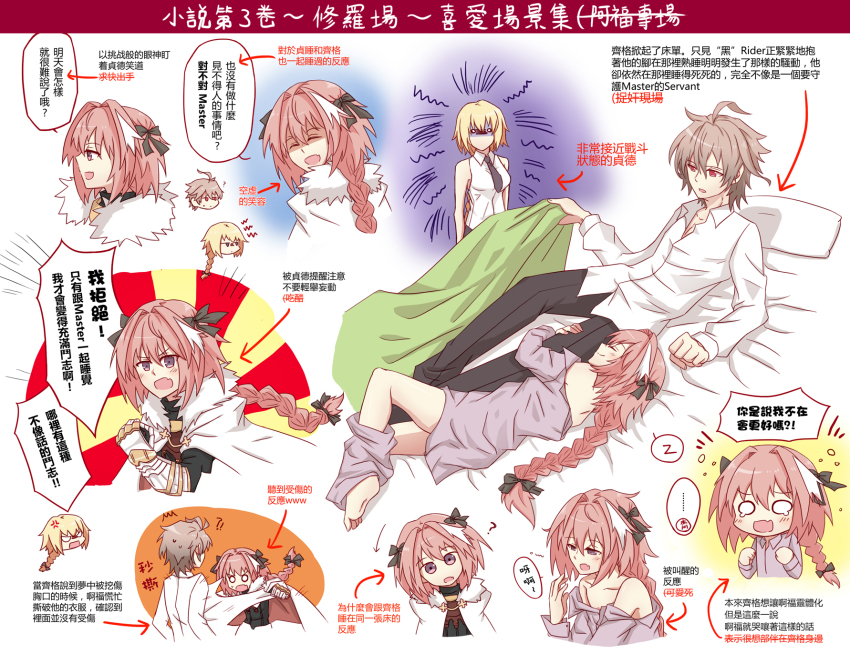 小說第3巻～修羅場～喜愛場景集(阿福專場
明天會怎樣
就很難說了哦？
以挑战般的眼神盯
着貞德笑道
求快出手
對於貞睡和齊格
也一起睡過的反應
也沒有做什麼
見不得人的事情吧？
對不對 Master
空虛
的笑容
非常接近戰斗
狀態的貞德
齊格掀起了床單。只見"黑"Rider正緊緊地抱
著他的腳在那裡熟睡明明發生了那樣的騷動，他
卻依然在那裡睡得死死的，完全不像是一個要守
護Master的Servant
(捉奸現場
被貞德提醒注意
不要輕舉妄動
(吃醋
我拒絕！
只有跟Master一起睡覺
我才會變得充滿鬥志啊！
哪裡有這種
不像話的鬥志!!
聽到受傷的
反應www
?!
秒
撕
當齊格說到夢中被挖傷
胸口的時候，啊福慌忙
撕破他的衣服，確認到
裡面並沒有受傷
?
為什麼會跟齊格
睡在同一張床的
反應
Z
呀
啊~
被叫醒的
反應
(可愛死
你是說我不在
害更好嗎?!
……
本來齊格想讓啊福靈體化
但是這麼一說
啊福就哭嚷著這樣的話
表示很想部伴在齊格身邊